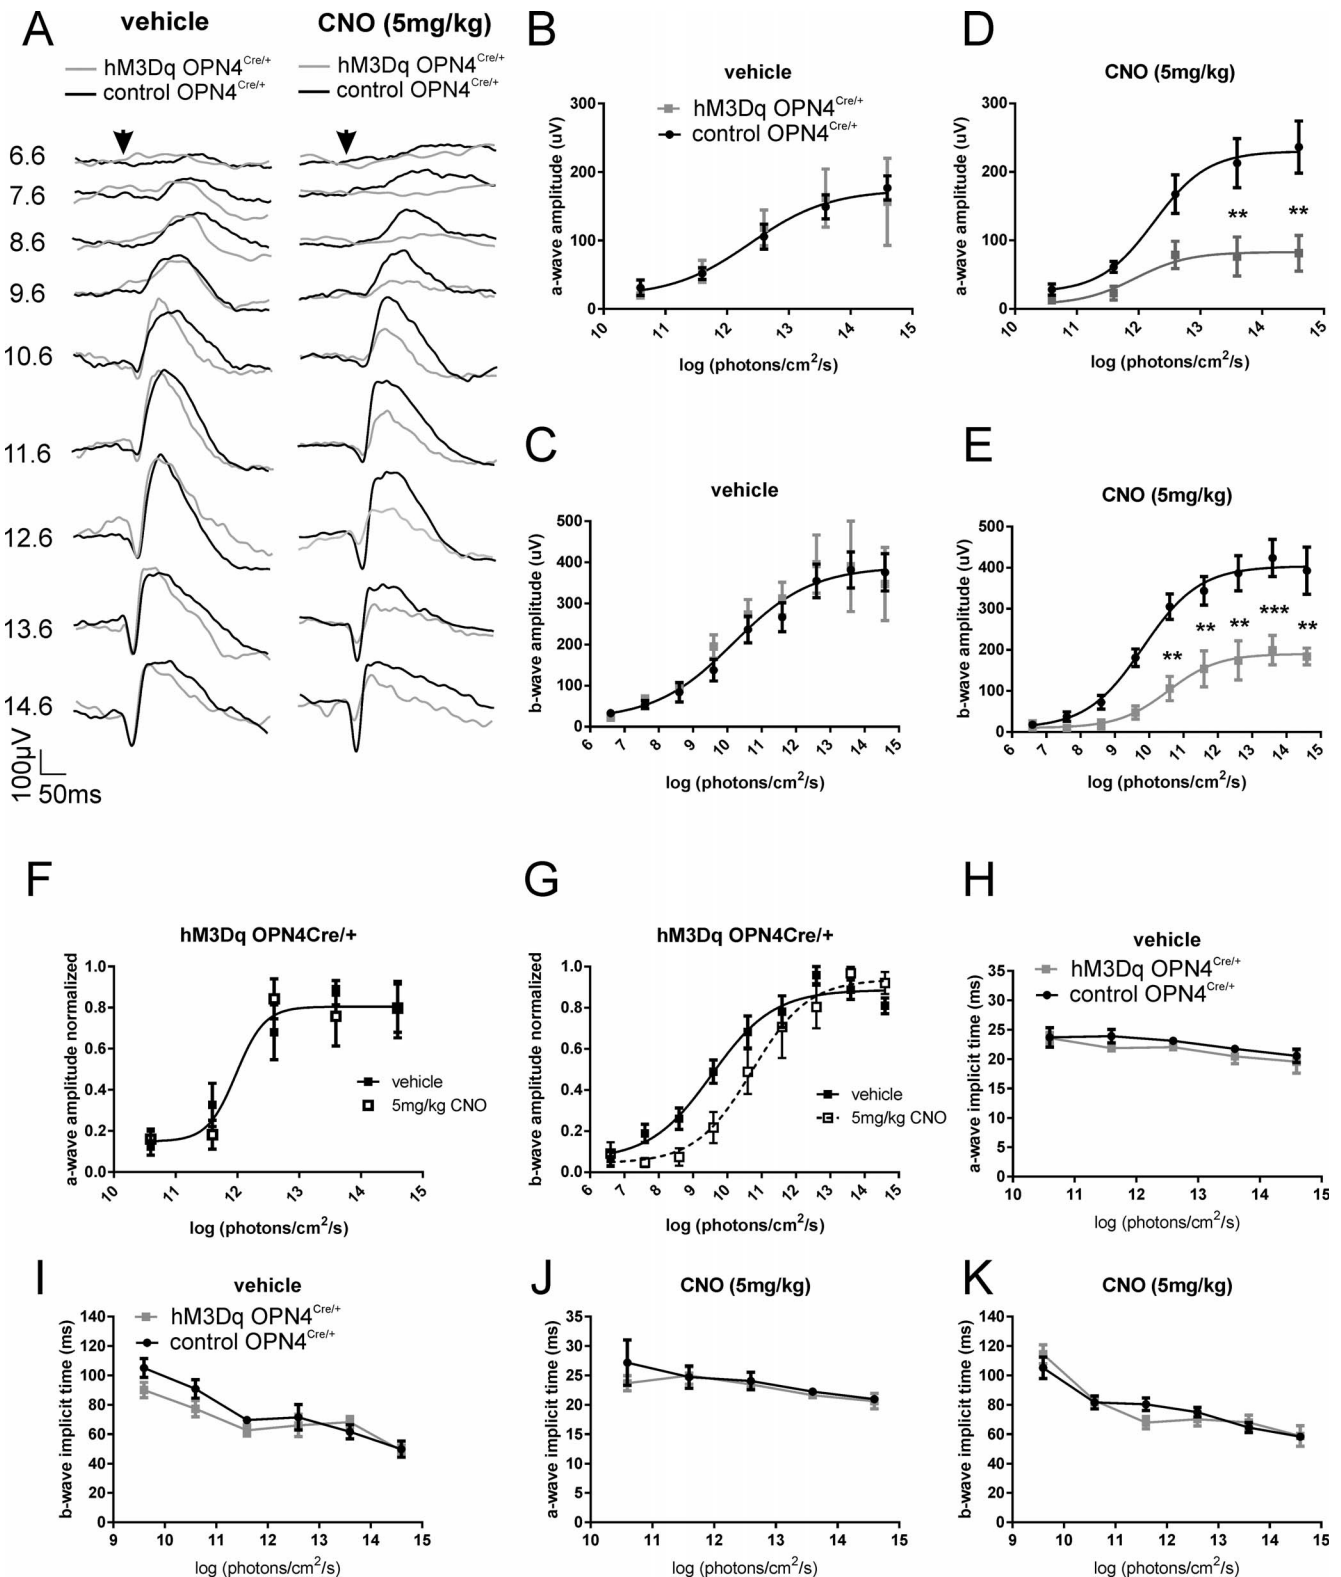 A
vehicle
CNO (5mg/kg)
hM3Dq OPN4Cre/+
control OPN4Cre/+
hM3Dq OPN4Cre/+
control OPN4Cre/+
6.6
7.6
8.6
9.6
10.6
11.6
12.6
13.6
14.6
100μV
50ms
B
vehicle
hM3Dq OPN4Cre/+
control OPN4Cre/+
a-wave amplitude (uV)
300
200
100
0
10 11 12 13 14 15
log (photons/cm2/s)
D
CNO (5mg/kg)
a-wave amplitude (uV)
300
200
100
0
** **
10 11 12 13 14 15
log (photons/cm2/s)
C
vehicle
b-wave amplitude (uV)
500
400
300
200
100
0
6 7 8 9 10 11 12 13 14 15
log (photons/cm2/s)
E
CNO (5mg/kg)
b-wave amplitude (uV)
500
400
300
200
100
0
** ** ** *** **
6 7 8 9 10 11 12 13 14 15
log (photons/cm2/s)
F
hM3Dq OPN4Cre/+
a-wave amplitude normalized
1.0
0.8
0.6
0.4
0.2
0.0
vehicle
5mg/kg CNO
10 11 12 13 14 15
log (photons/cm2/s)
G
hM3Dq OPN4Cre/+
b-wave amplitude normalized
1.0
0.8
0.6
0.4
0.2
0.0
vehicle
5mg/kg CNO
6 7 8 9 10 11 12 13 14 15
log (photons/cm2/s)
H
vehicle
hM3Dq OPN4Cre/+
control OPN4Cre/+
a-wave implicit time (ms)
35
30
25
20
15
10
5
0
10 11 12 13 14 15
log (photons/cm2/s)
I
vehicle
hM3Dq OPN4Cre/+
control OPN4Cre/+
b-wave implicit time (ms)
140
120
100
80
60
40
20
0
9 10 11 12 13 14 15
log (photons/cm2/s)
J
CNO (5mg/kg)
a-wave implicit time (ms)
35
30
25
20
15
10
5
0
10 11 12 13 14 15
log (photons/cm2/s)
K
CNO (5mg/kg)
b-wave implicit time (ms)
140
120
100
80
60
40
20
0
9 10 11 12 13 14 15
log (photons/cm2/s)